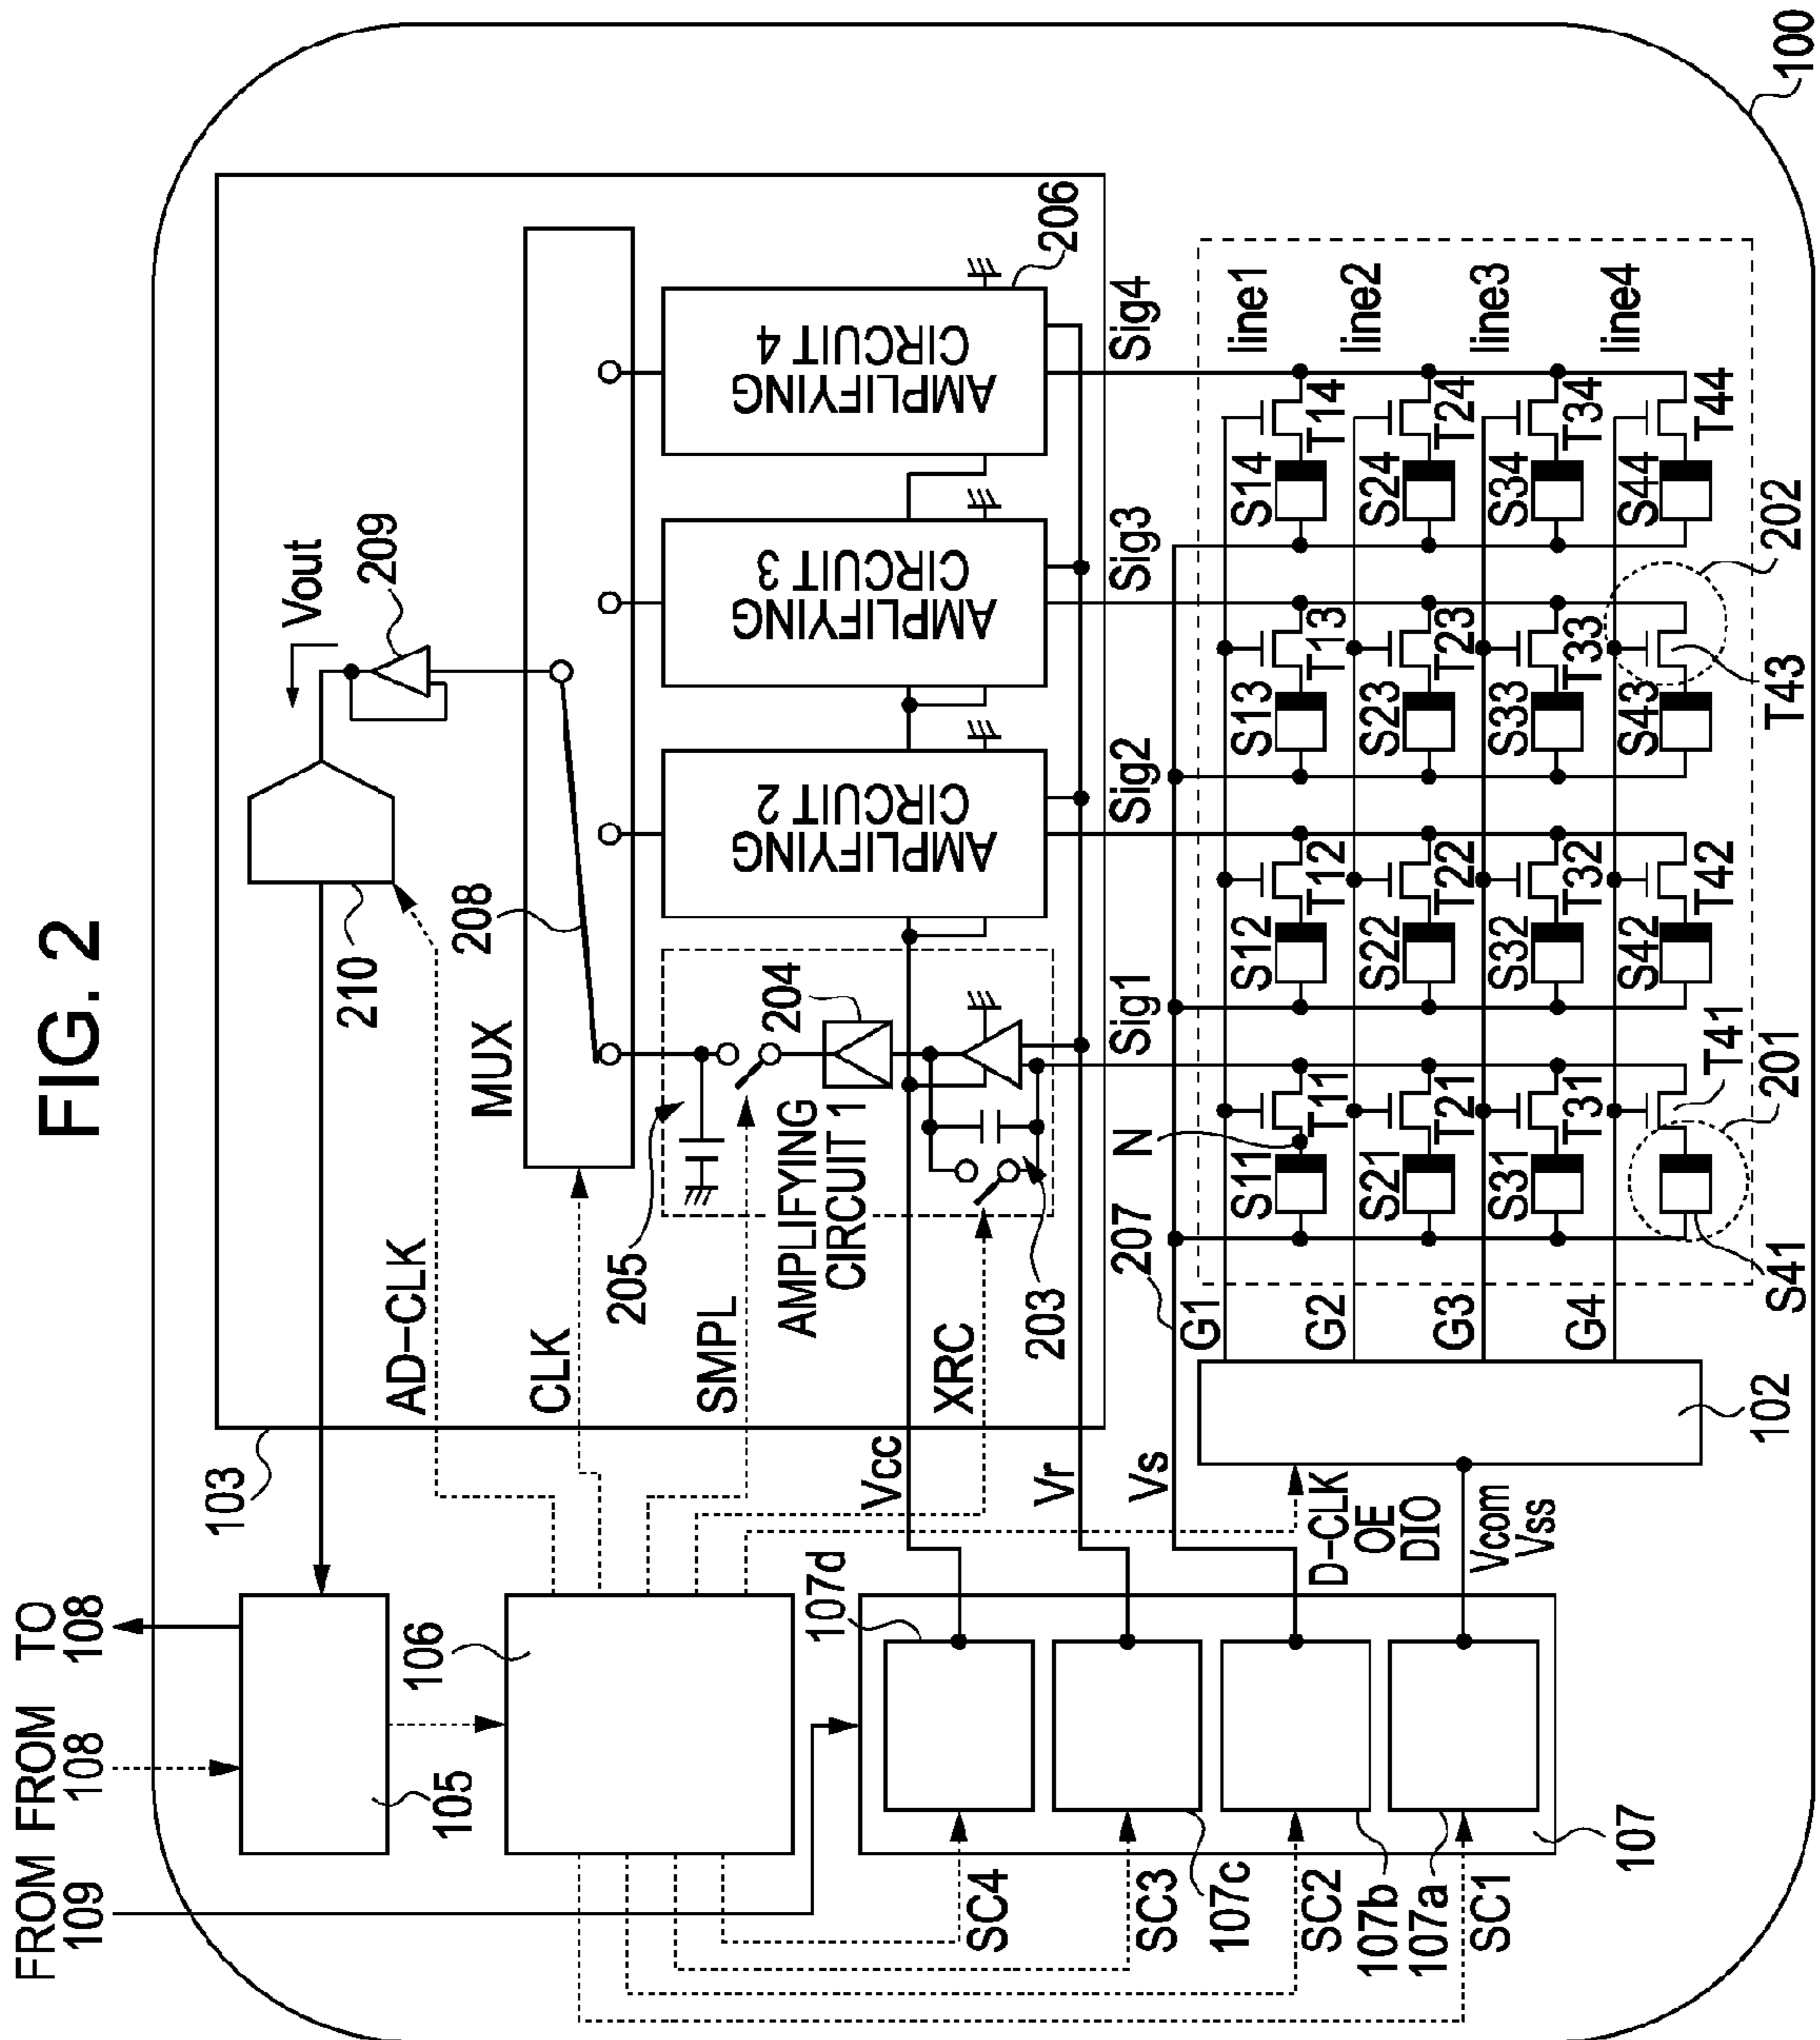 FIG. 2
FROM
109
FROM
108
TO
108
105
106
107
107d
107c
107b
107a
SC4
SC3
SC2
SC1
103
AD-CLK
CLK
SMPL
XRC
Vcc
Vr
Vs
D-CLK
OE
DIO
Vcom
Vss
102
210
Vout
209
MUX
208
205
204
AMPLIFYING
CIRCUIT 1
203
AMPLIFYING
CIRCUIT 2
AMPLIFYING
CIRCUIT 3
AMPLIFYING
CIRCUIT 4
206
207
Sig1
Sig2
Sig3
Sig4
N
G1
S11
T11
S12
T12
S13
T13
S14
T14
line1
G2
S21
T21
S22
T22
S23
T23
S24
T24
line2
G3
S31
T31
S32
T32
S33
T33
S34
T34
line3
G4
S41
T41
201
S42
T42
S43
T43
202
S44
T44
line4
100